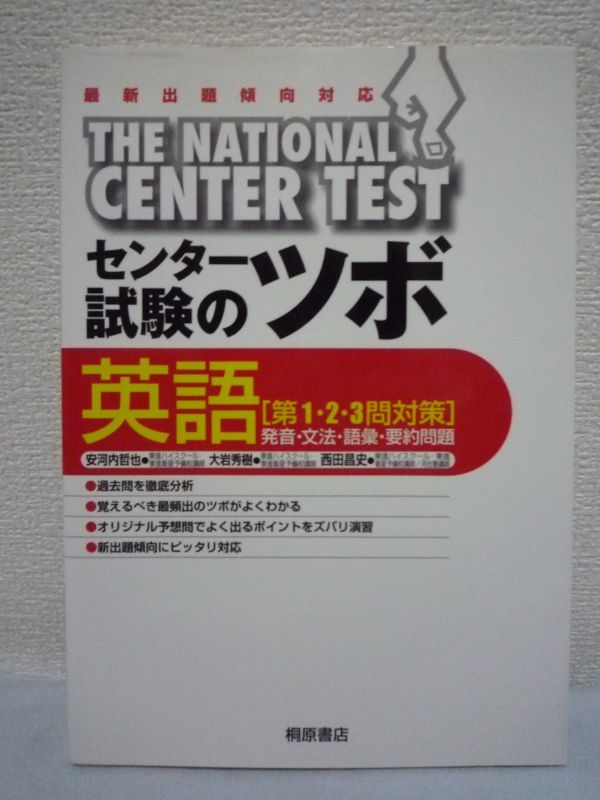 最新出題傾向対応
THE NATIONAL
CENTER TEST
センター
試験のツボ
英語[第1・2・3問対策]
発音・文法・語彙・要約問題
安河内哲也● 大岩秀樹● 西田昌史●
●過去問を徹底分析
●覚えるべき最頻出のツボがよくわかる
●オリジナル予想問でよく出るポイントをズバリ演習
●新出題傾向にピッタリ対応
桐原書店